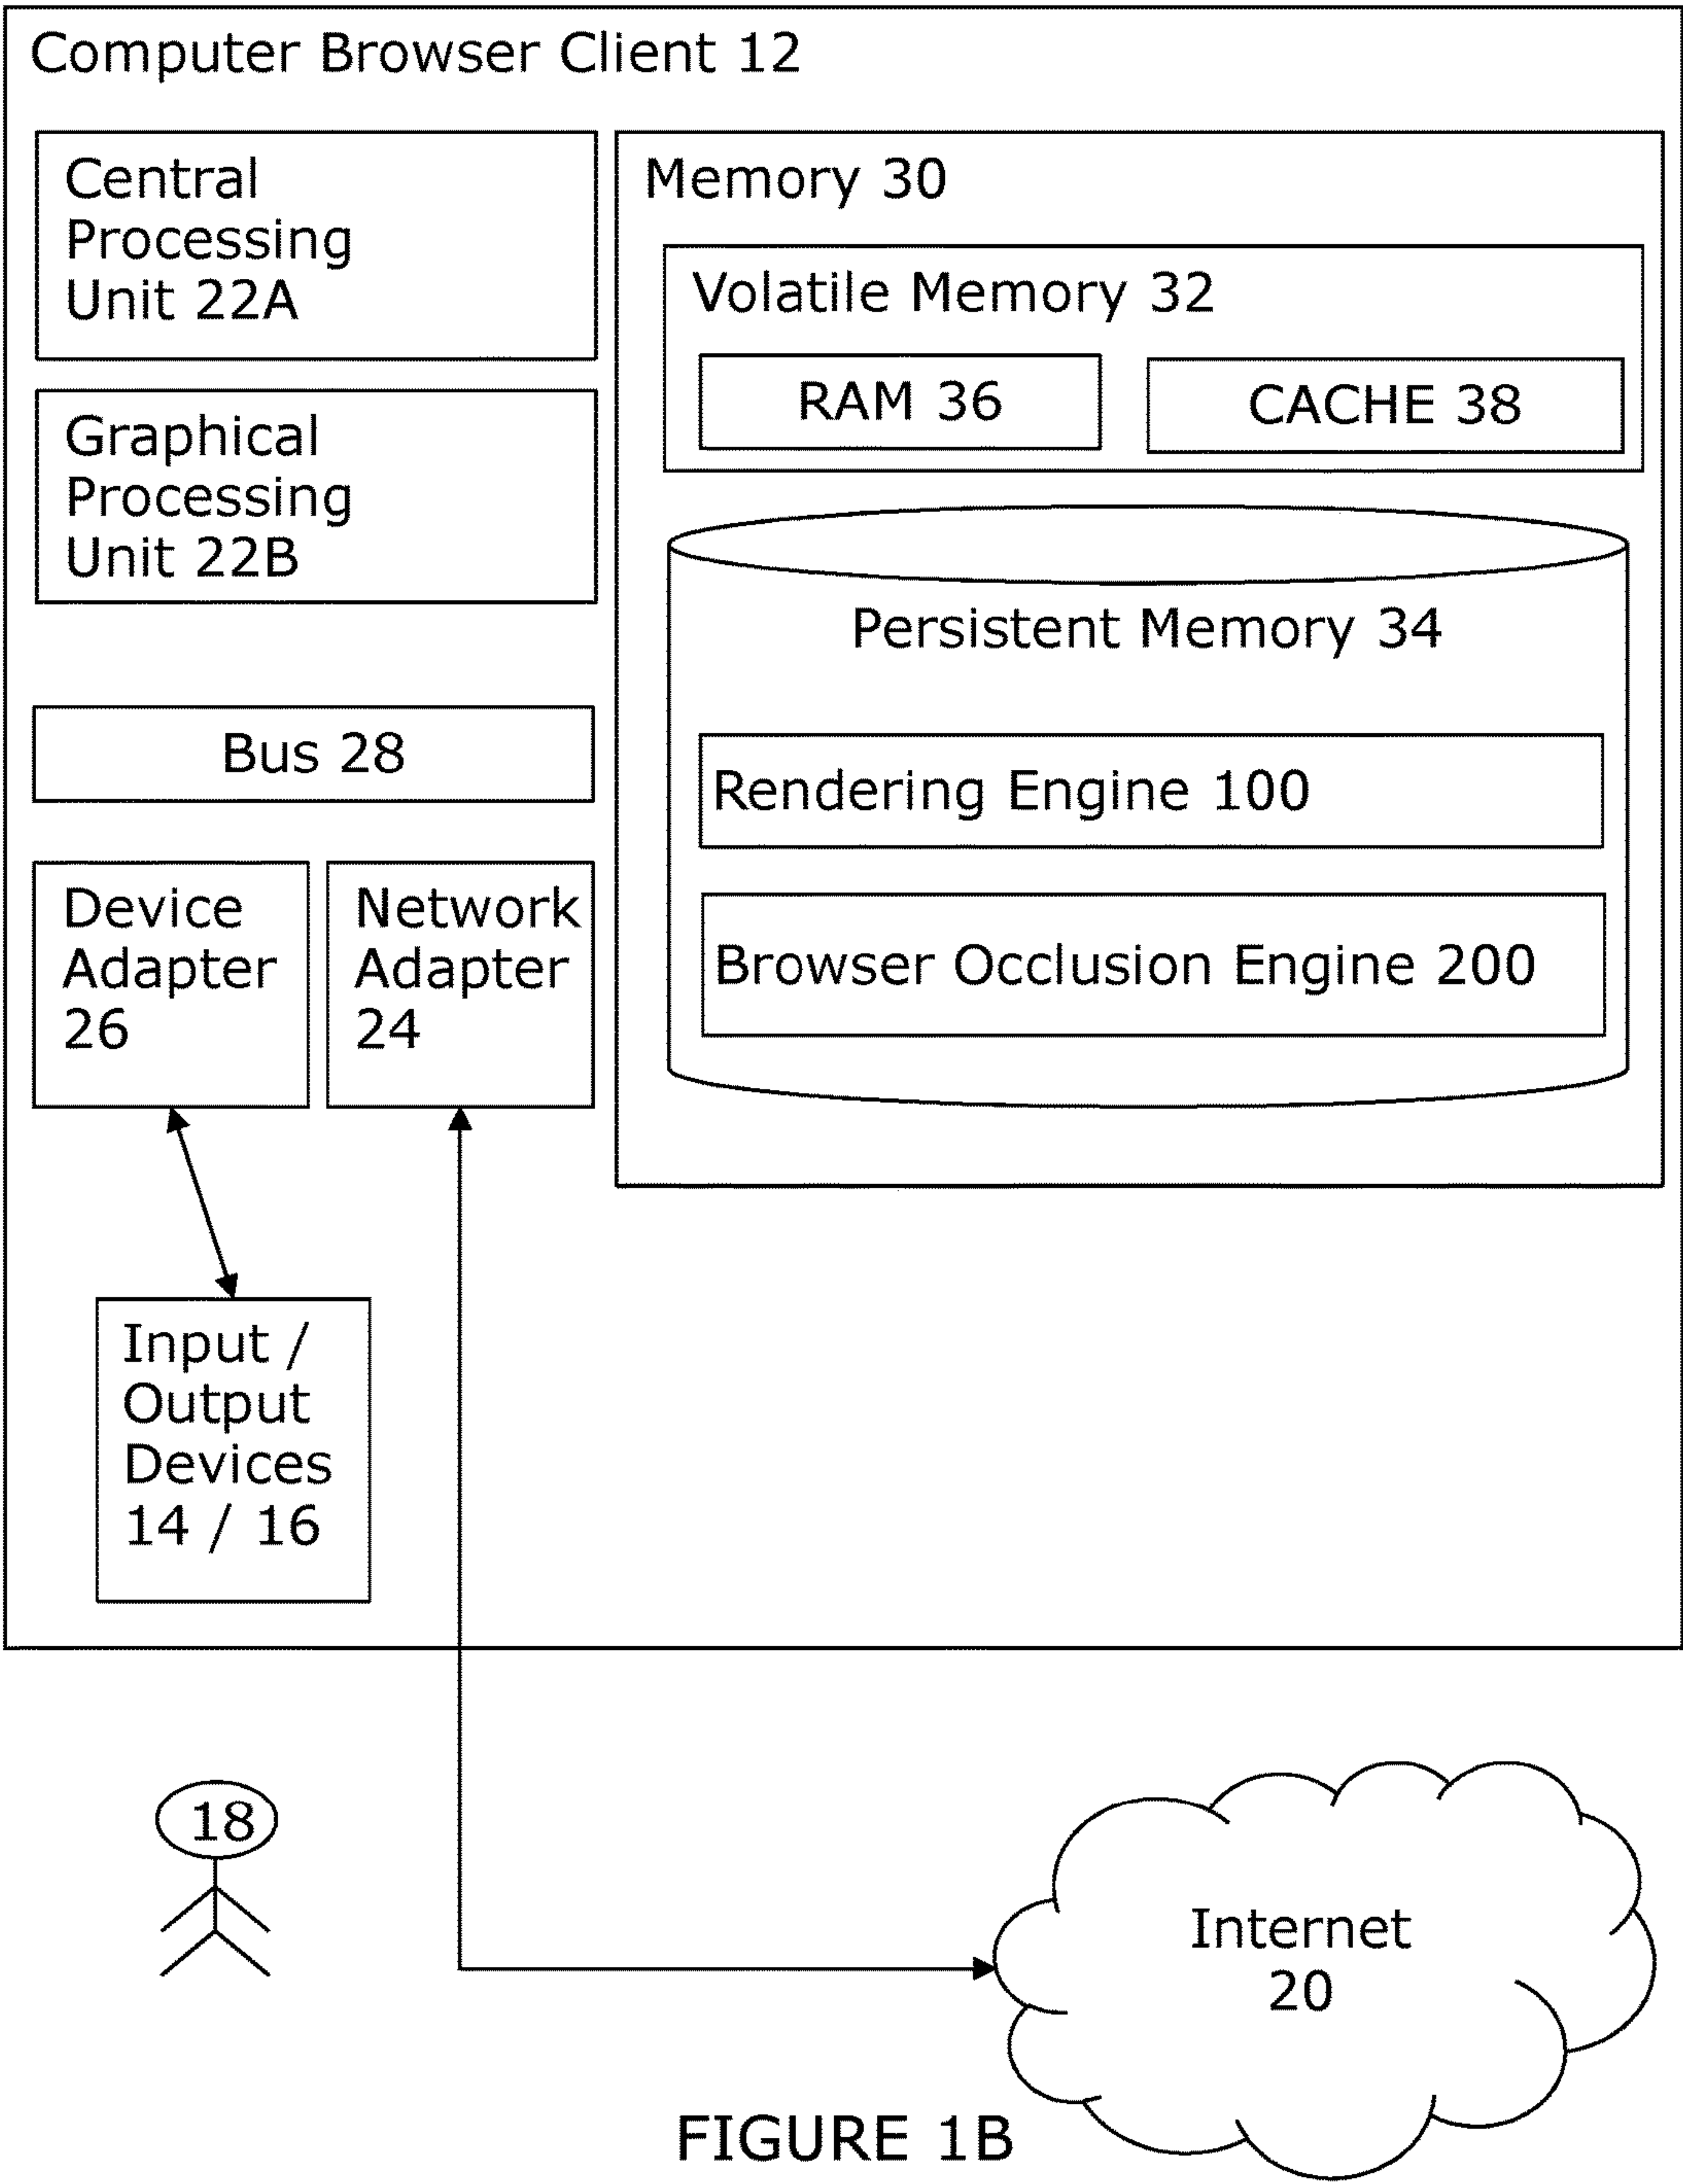 Computer Browser Client 12
Central
Processing
Unit 22A
Graphical
Processing
Unit 22B
Bus 28
Device
Adapter
26
Network
Adapter
24
Input /
Output
Devices
14 / 16
Memory 30
Volatile Memory 32
RAM 36
CACHE 38
Persistent Memory 34
Rendering Engine 100
Browser Occlusion Engine 200
18
Internet
20
FIGURE 1B